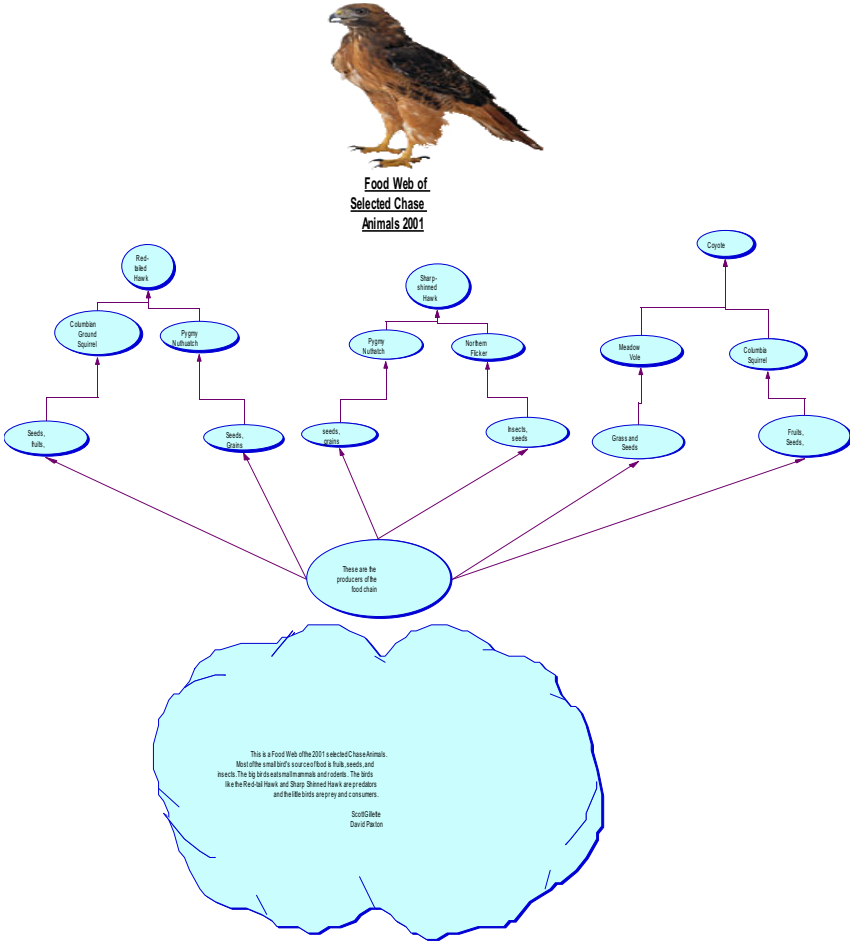 Food Web of
Selected Chase
Animals 2001
Coyote
Red-
tailed
Hawk
Sharp-
shinned
Hawk
Columbian
Ground
Squirrel
Pygmy
Nuthuatch
Pygmy
Nuthatch
Northern
Flicker
Meadow
Vole
Columbia
Squirrel
Seeds,
fruits,
Seeds,
Grains
seeds,
grains
Insects,
seeds
Grass and
Seeds
Fruits,
Seeds,
These are the
producers of the
food chain
This is a Food Web of the 2001 selected Chase Animals.
Most of the small bird's source of food is fruits, seeds, and
insects. The big birds eat small mammals and rodents. The birds
like the Red-tail Hawk and Sharp Shinned Hawk are predators
and the little birds are prey and consumers.
Scott Gillette
David Paxton